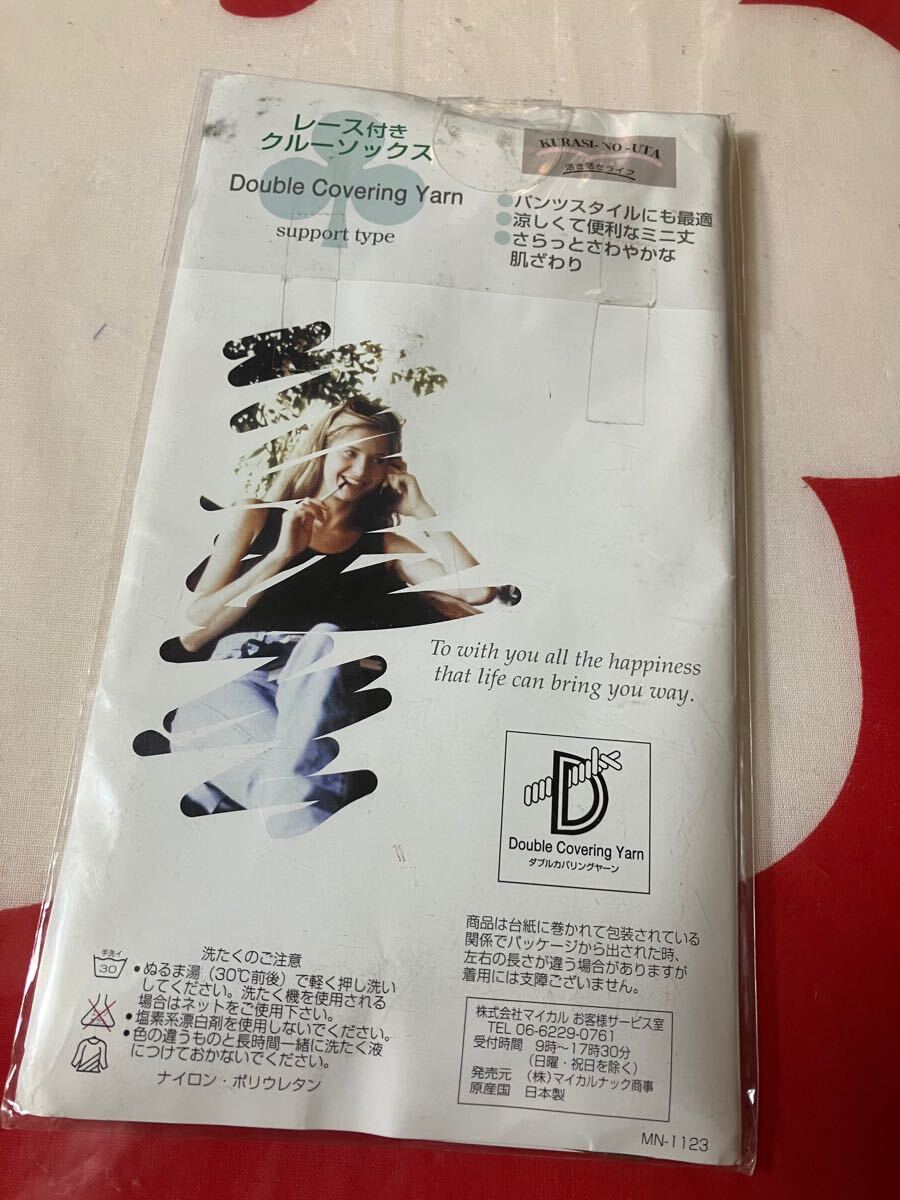 レース付き
クルーソックス
Double Covering Yarn
support type
KURASI-NO-UTA
活き活きライフ
パンツスタイルにも最適
涼しくて便利なミニ丈
さらっとさわやかな
肌ざわり
To with you all the happiness
that life can bring you way.
D
Double Covering Yarn
ダブルカバリングヤーン
商品は台紙に巻かれて包装されている
関係でパッケージから出された時、
左右の長さが違う場合がありますが
着用には支障ございません。
洗たくのご注意
手洗イ
30
●ぬるま湯(30℃前後)で軽く押し洗い
してください。洗たく機を使用される
場合はネットをご使用下さい。
●塩素系漂白剤を使用しないでください。
●色の違うものと長時間一緒に洗たく液
につけておかないでください。
ナイロン・ポリウレタン
株式会社マイカル お客様サービス室
TEL 06-6229-0761
受付時間 9時~17時30分
(日曜・祝日を除く)
発売元 (株)マイカルナック商事
原産国 日本製
MN-1123